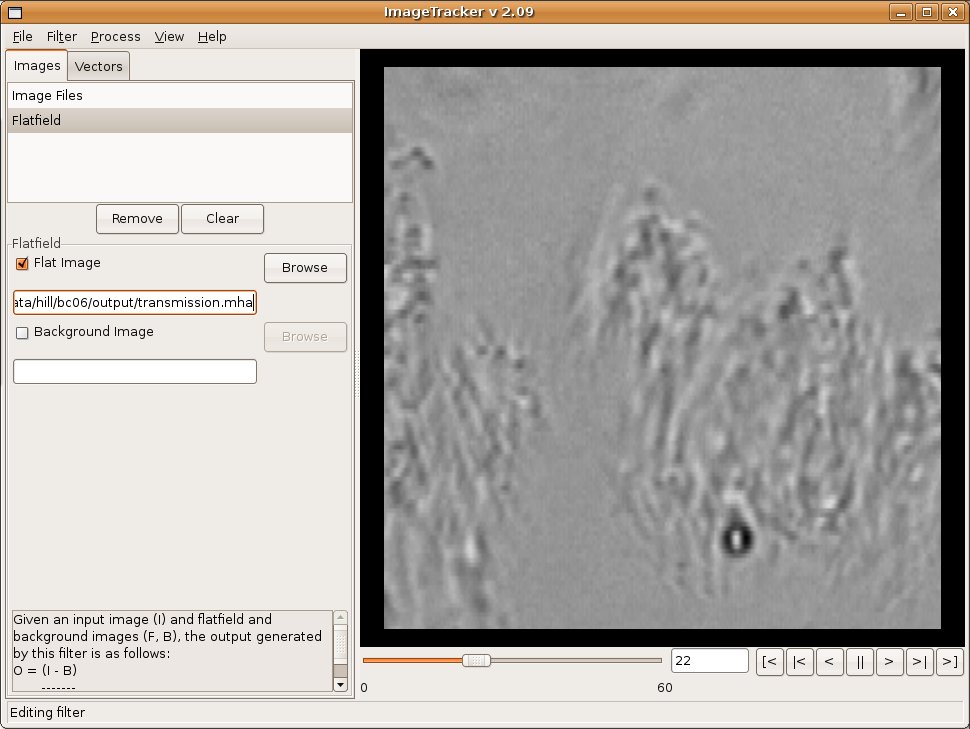 ImageTracker v 2.09
File Filter Process View Help
Images Vectors
Image Files
Flatfield
Remove Clear
Flatfield
Flat Image
Browse
ata/hill/bc06/output/transmission.mha
Background Image
Browse
Given an input image (I) and flatfield and
background images (F, B), the output generated
by this filter is as follows:
O = (I - B)
-------
22 [< |< < || > >| >]
0 60
Editing filter